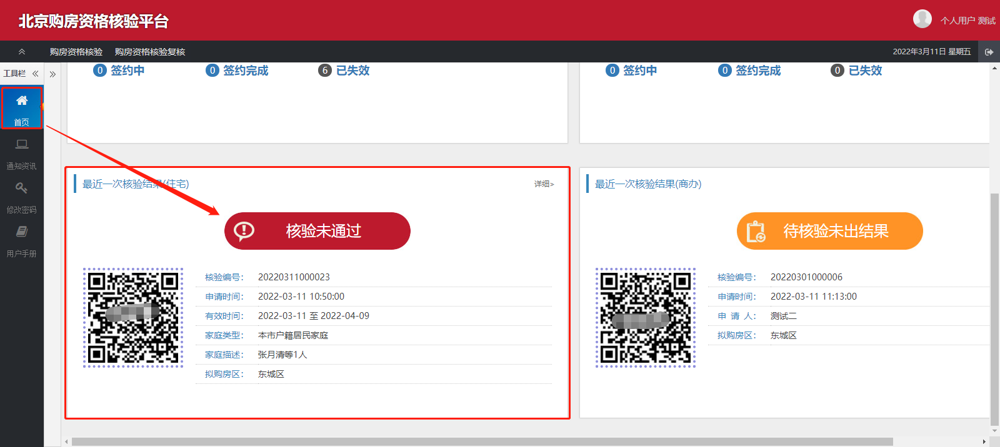 北京购房资格核验平台
个人用户 测试
购房资格核验 购房资格核验复核
2022年3月11日 星期五
工具栏
首页
通知资讯
修改密码
用户手册
0 签约中 0 签约完成 6 已失效
0 签约中 0 签约完成 0 已失效
最近一次核验结果(住宅)
详细>
核验未通过
核验编号： 20220311000023
申请时间： 2022-03-11 10:50:00
有效时间： 2022-03-11 至 2022-04-09
家庭类型： 本市户籍居民家庭
家庭描述： 张月清等1人
拟购房区： 东城区
最近一次核验结果(商办)
待核验未出结果
核验编号： 20220301000006
申请时间： 2022-03-11 11:13:00
申 请 人： 测试二
拟购房区： 东城区